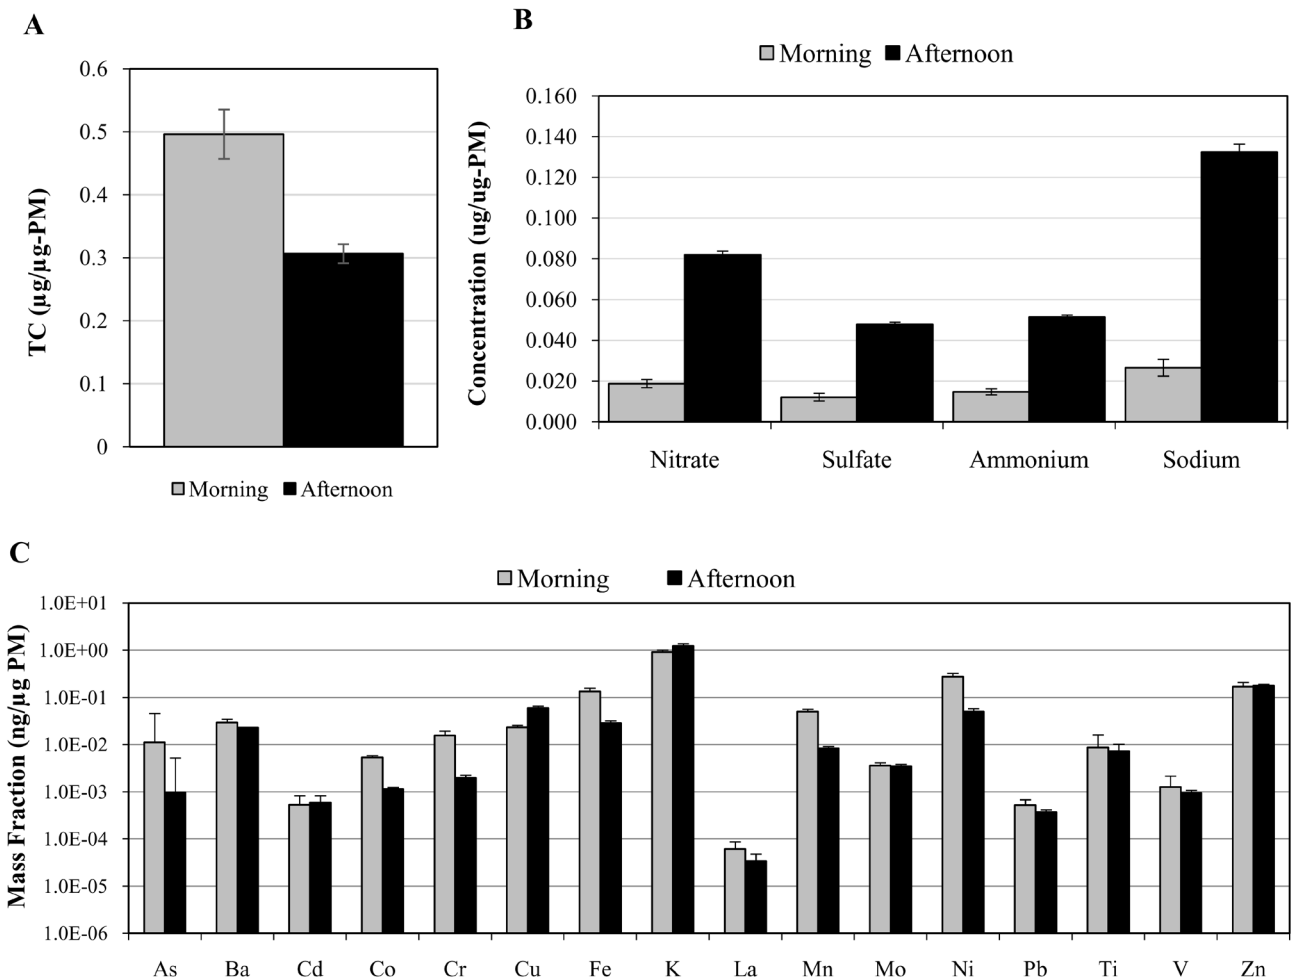 A
TC (µg/µg-PM)
0.6
0.5
0.4
0.3
0.2
0.1
0
Morning Afternoon
B
Morning Afternoon
Concentration (ug/ug-PM)
0.160
0.140
0.120
0.100
0.080
0.060
0.040
0.020
0.000
Nitrate Sulfate Ammonium Sodium
C
Morning Afternoon
Mass Fraction (ng/µg PM)
1.0E+01
1.0E+00
1.0E-01
1.0E-02
1.0E-03
1.0E-04
1.0E-05
1.0E-06
As Ba Cd Co Cr Cu Fe K La Mn Mo Ni Pb Ti V Zn